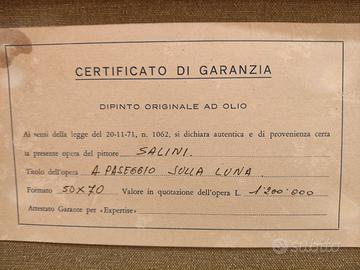 CERTIFICATO DI GARANZIA
DIPINTO ORIGINALE AD OLIO
Ai sensi della legge del 20-11-71, n. 1062, si dichiara autentica e di provenienza certa
la presente opera del pittore SALINI.
Titolo dell'opera A PASEGGIO SULLA LUNA
Formato 50X70 Valore in quotazione dell'opera L. 1'200.000
Attestato Garante per «Expertise»
subito